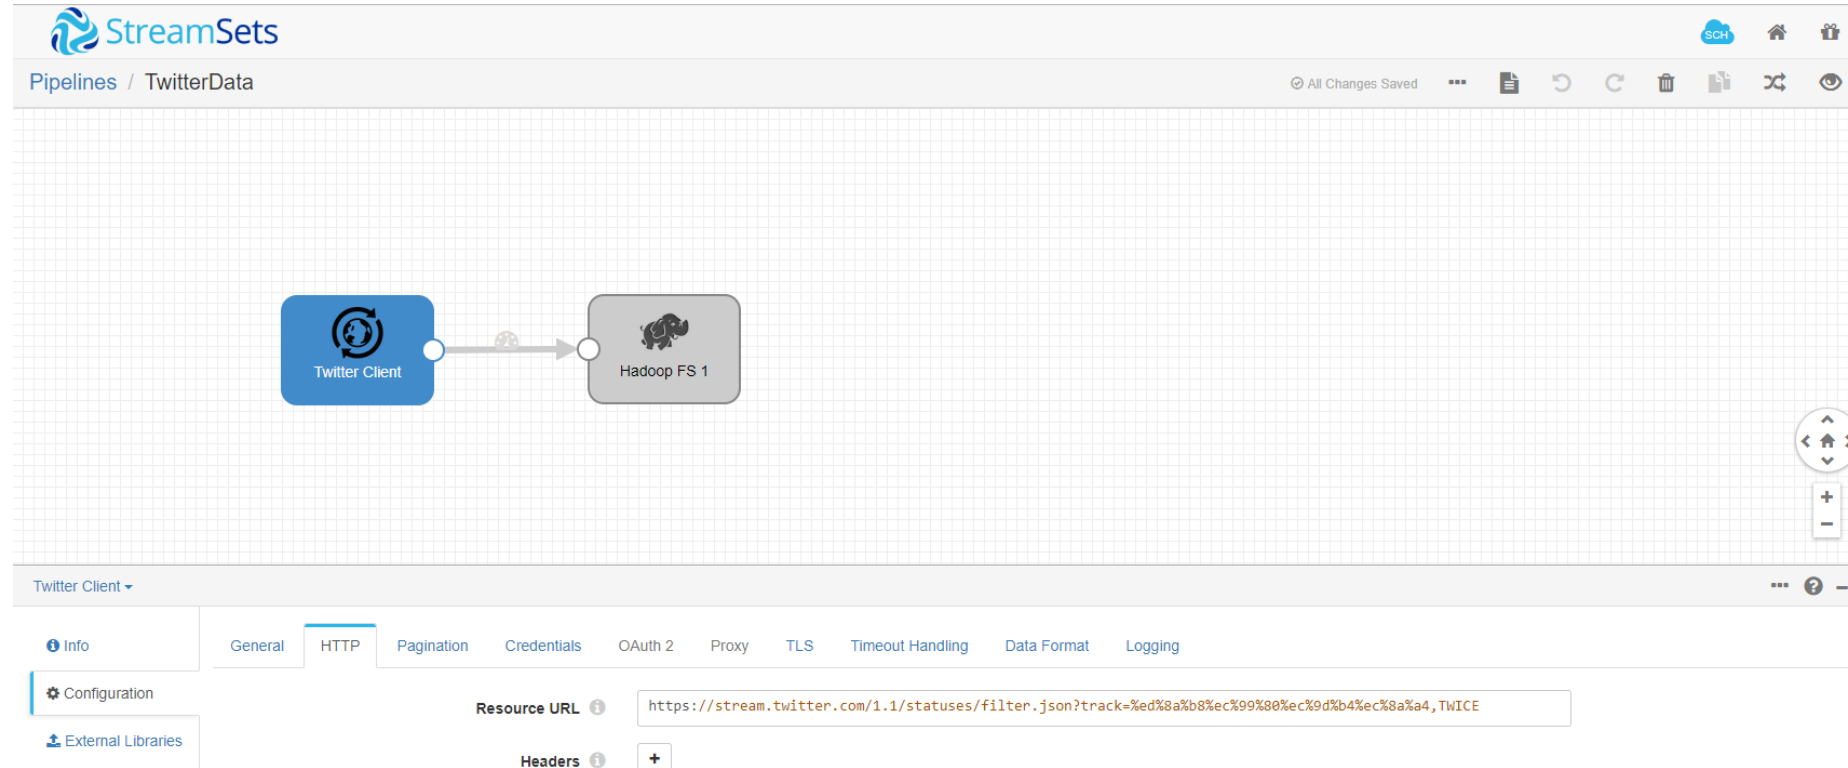 StreamSets
SCH
Pipelines / TwitterData
All Changes Saved
Twitter Client
Hadoop FS 1
Twitter Client
Info
General HTTP Pagination Credentials OAuth 2 Proxy TLS Timeout Handling Data Format Logging
Configuration
Resource URL https://stream.twitter.com/1.1/statuses/filter.json?track=%ed%8a%b8%ec%99%80%ec%9d%b4%ec%8a%a4,TWICE
External Libraries
Headers +